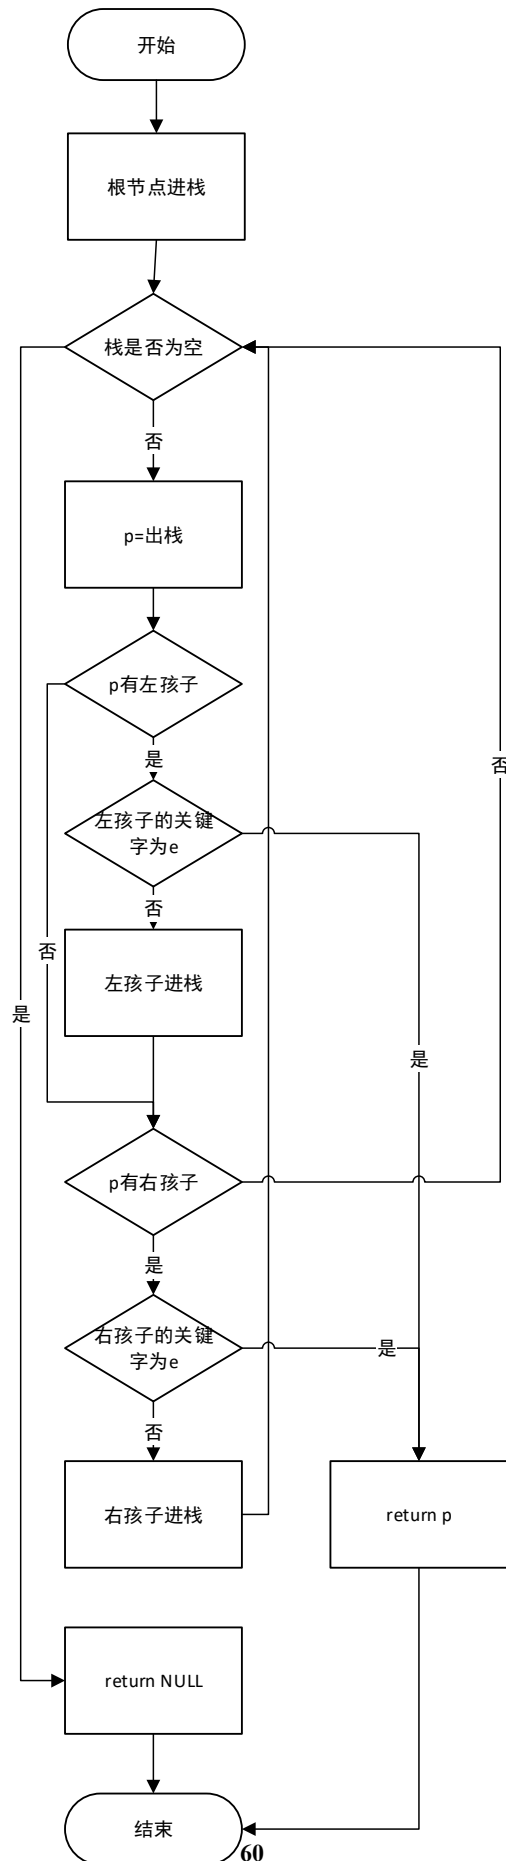 开始
根节点进栈
栈是否为空
否
p=出栈
p有左孩子
是
否
左孩子的关键
字为e
否
左孩子进栈
否
是
是
p有右孩子
是
右孩子的关键
字为e
是
否
右孩子进栈
return p
return NULL
结束
60